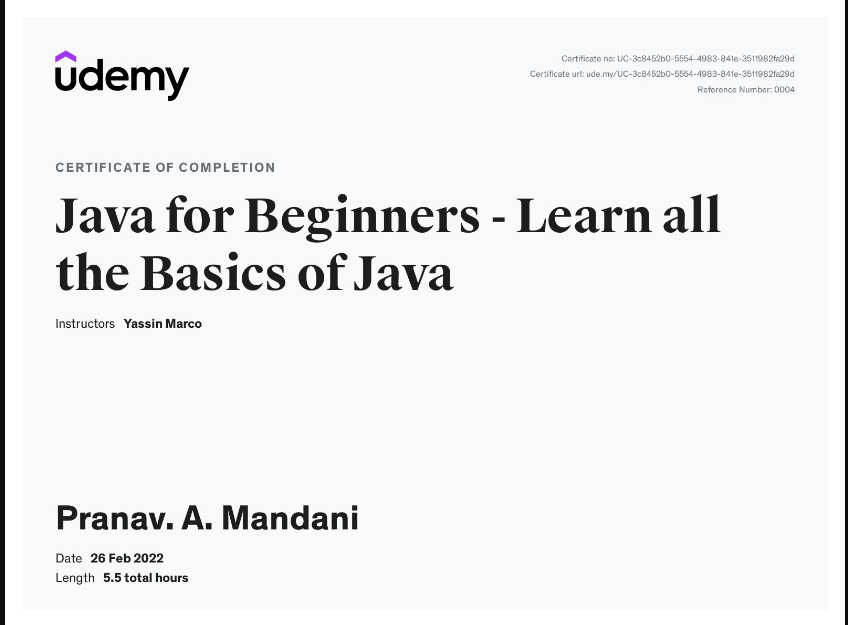 udemy
Certificate no: UC-3c8452b0-5554-4983-841e-3511982fa29d
Certificate url: ude.my/UC-3c8452b0-5554-4983-841e-3511982fa29d
Reference Number: 0004
CERTIFICATE OF COMPLETION
Java for Beginners - Learn all
the Basics of Java
Instructors Yassin Marco
Pranav. A. Mandani
Date 26 Feb 2022
Length 5.5 total hours